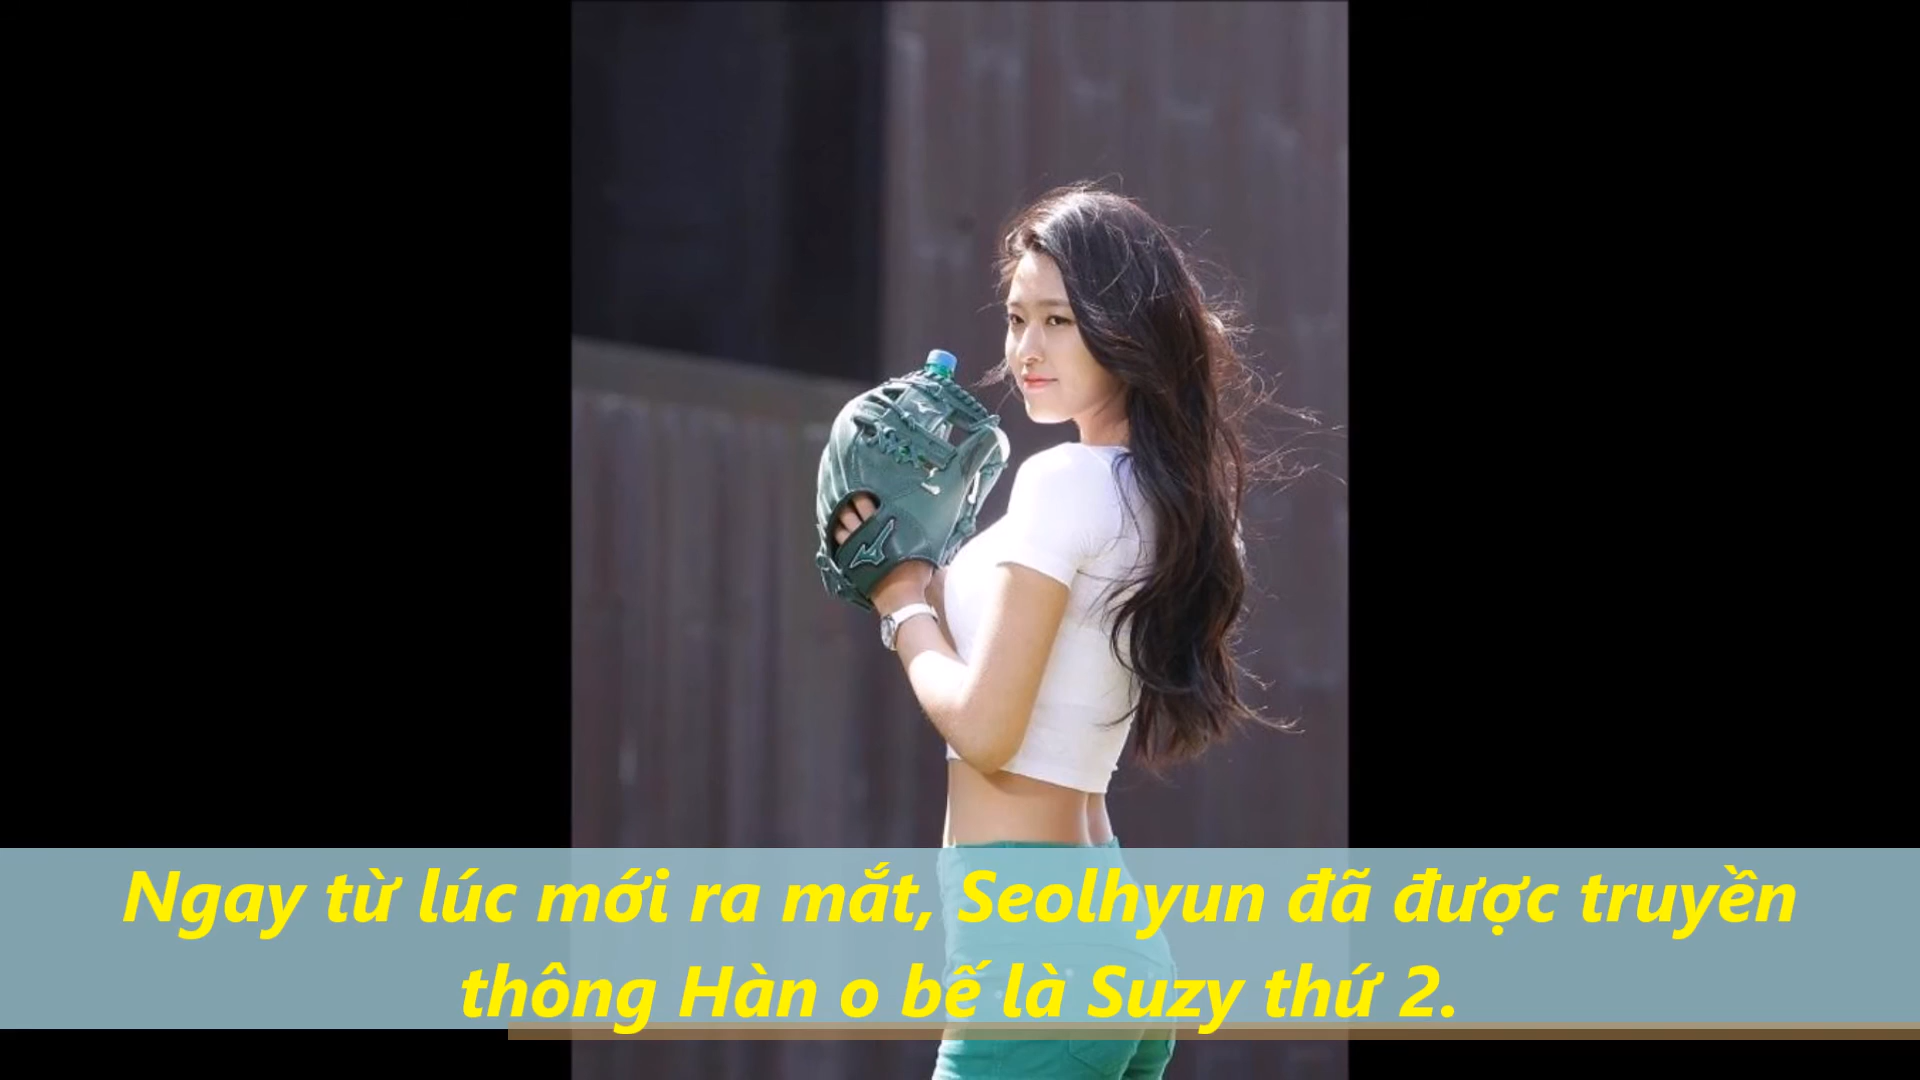 Ngay từ lúc mới ra mắt, Seolhyun đã được truyền
thông Hàn o bế là Suzy thứ 2.